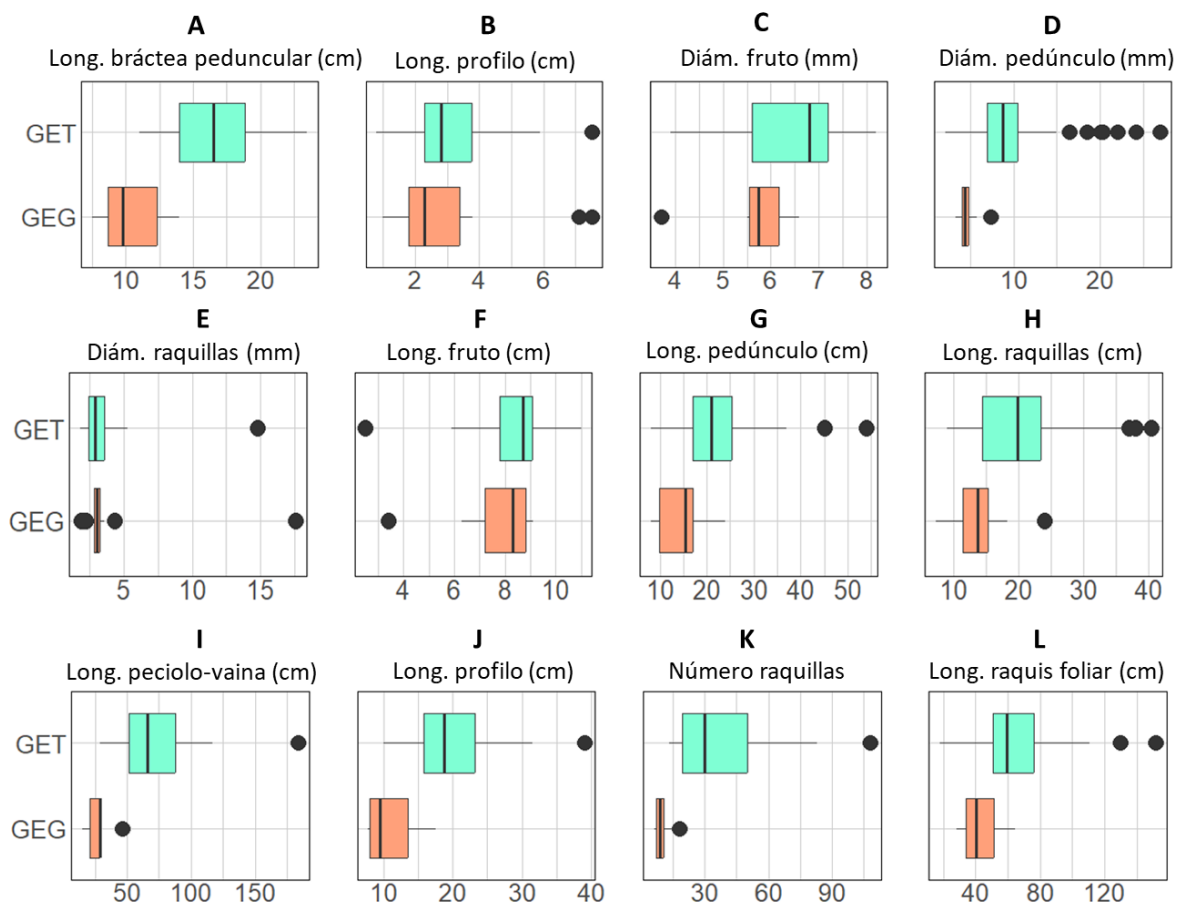 A B C D
Long. bráctea peduncular (cm) Long. profilo (cm) Diám. fruto (mm) Diám. pedúnculo (mm)
GET
GEG
10 15 20 2 4 6 4 5 6 7 8 10 20
E F G H
Diám. raquillas (mm) Long. fruto (cm) Long. pedúnculo (cm) Long. raquillas (cm)
GET
GEG
5 10 15 4 6 8 10 10 20 30 40 50 10 20 30 40
I J K L
Long. peciolo-vaina (cm) Long. profilo (cm) Número raquillas Long. raquis foliar (cm)
GET
GEG
50 100 150 10 20 30 40 30 60 90 40 80 120